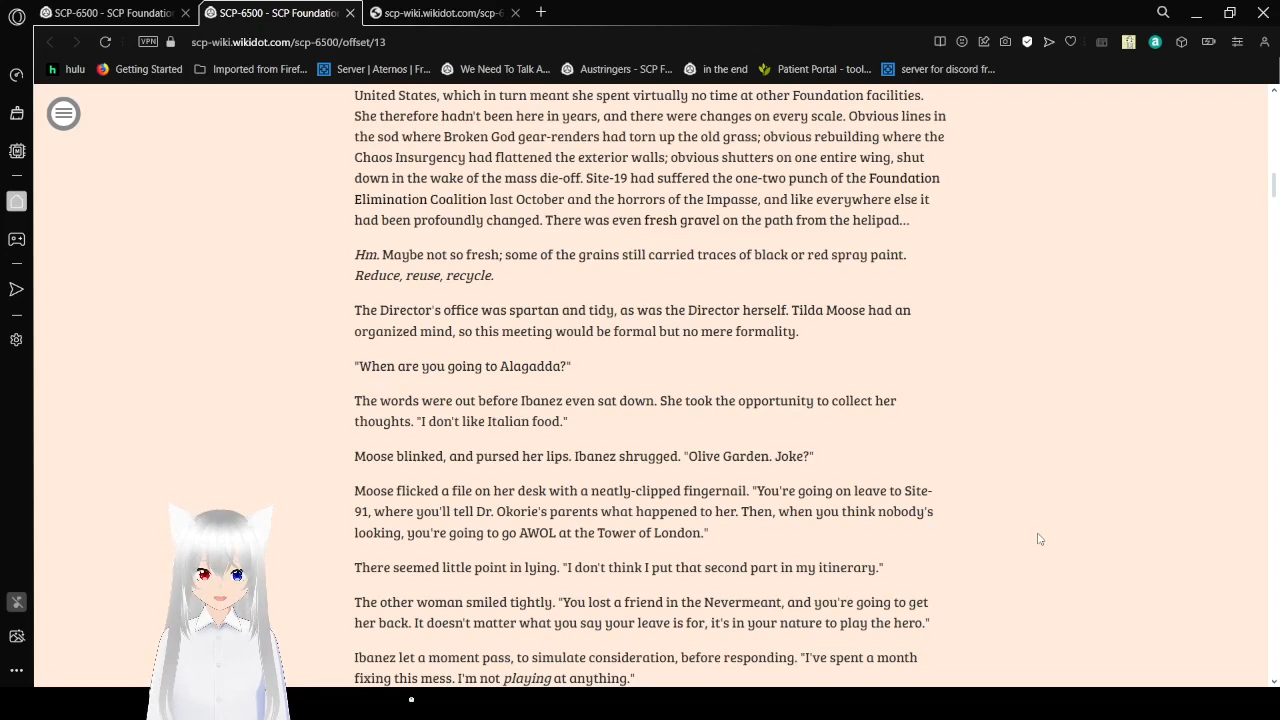 SCP-6500 - SCP Foundation
SCP-6500 - SCP Foundation
scp-wiki.wikidot.com/scp-6
VPN
scp-wiki.wikidot.com/scp-6500/offset/13
hulu
Getting Started
Imported from Firef...
Server | Aternos | Fr...
We Need To Talk A...
Austringers - SCP F...
in the end
Patient Portal - tool...
server for discord fr...
United States, which in turn meant she spent virtually no time at other Foundation facilities.
She therefore hadn't been here in years, and there were changes on every scale. Obvious lines in
the sod where Broken God gear-renders had torn up the old grass; obvious rebuilding where the
Chaos Insurgency had flattened the exterior walls; obvious shutters on one entire wing, shut
down in the wake of the mass die-off. Site-19 had suffered the one-two punch of the Foundation
Elimination Coalition last October and the horrors of the Impasse, and like everywhere else it
had been profoundly changed. There was even fresh gravel on the path from the helipad...
Hm. Maybe not so fresh; some of the grains still carried traces of black or red spray paint.
Reduce, reuse, recycle.
The Director's office was spartan and tidy, as was the Director herself. Tilda Moose had an
organized mind, so this meeting would be formal but no mere formality.
"When are you going to Alagadda?"
The words were out before Ibanez even sat down. She took the opportunity to collect her
thoughts. "I don't like Italian food."
Moose blinked, and pursed her lips. Ibanez shrugged. "Olive Garden. Joke?"
Moose flicked a file on her desk with a neatly-clipped fingernail. "You're going on leave to Site-
91, where you'll tell Dr. Okorie's parents what happened to her. Then, when you think nobody's
looking, you're going to go AWOL at the Tower of London."
There seemed little point in lying. "I don't think I put that second part in my itinerary."
The other woman smiled tightly. "You lost a friend in the Nevermeant, and you're going to get
her back. It doesn't matter what you say your leave is for, it's in your nature to play the hero."
Ibanez let a moment pass, to simulate consideration, before responding. "I've spent a month
fixing this mess. I'm not playing at anything."